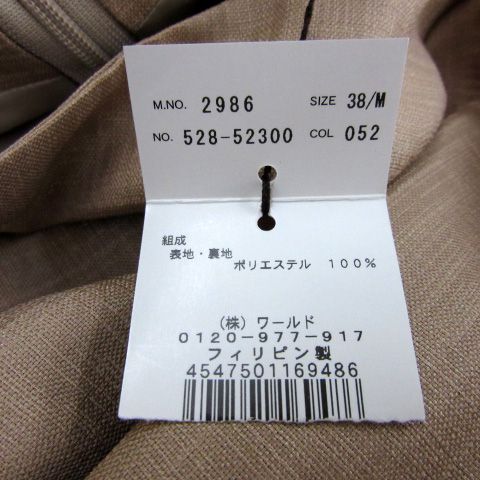 M.NO. 2986 SIZE 38/M
NO. 528-52300 COL 052
組成
表地・裏地
ポリエステル 100%
(株)ワールド
0120-977-917
フィリピン製
4547501169486